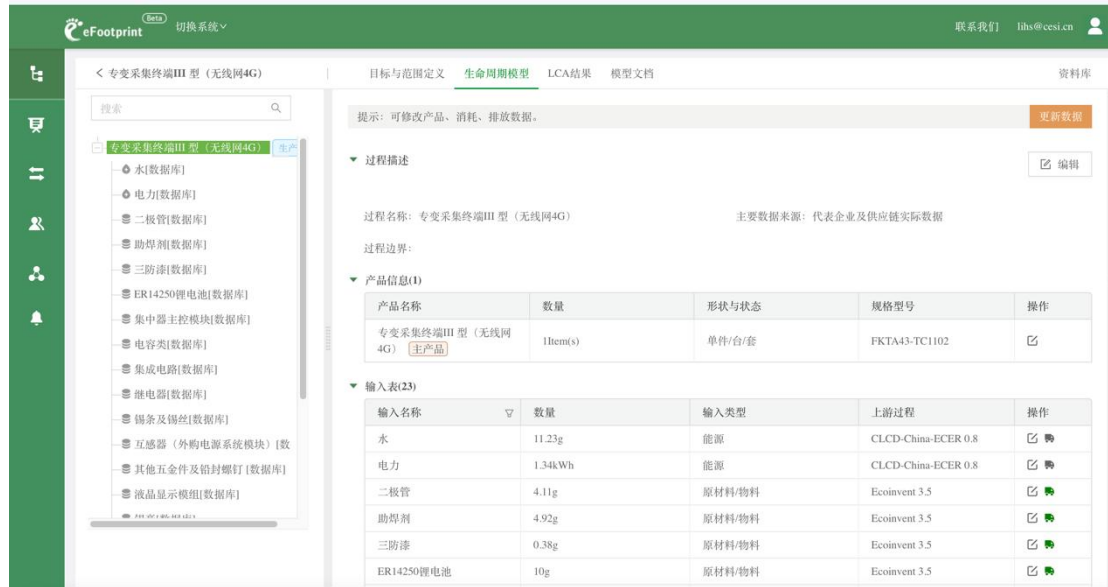 eFootprint (Beta) 切换系统
联系我们 lihs@cesi.cn
专变采集终端III 型（无线网4G）
目标与范围定义 生命周期模型 LCA结果 模型文档 资料库
搜索
提示：可修改产品、消耗、排放数据。 更新数据
专变采集终端III 型（无线网4G） 生产
水[数据库]
电力[数据库]
二极管[数据库]
助焊剂[数据库]
三防漆[数据库]
ER14250锂电池[数据库]
集中器主控模块[数据库]
电容类[数据库]
集成电路[数据库]
继电器[数据库]
锡条及锡丝[数据库]
互感器（外购电源系统模块）[数
其他五金件及铅封螺钉 [数据库]
液晶显示模组[数据库]
过程描述 编辑
过程名称：专变采集终端III 型（无线网4G） 主要数据来源：代表企业及供应链实际数据
过程边界：
产品信息(1)
产品名称 数量 形状与状态 规格型号 操作
专变采集终端III 型（无线网
4G） 主产品 1Item(s) 单件/台/套 FKTA43-TC1102
输入表(23)
输入名称 数量 输入类型 上游过程 操作
水 11.23g 能源 CLCD-China-ECER 0.8
电力 1.34kWh 能源 CLCD-China-ECER 0.8
二极管 4.11g 原材料/物料 Ecoinvent 3.5
助焊剂 4.92g 原材料/物料 Ecoinvent 3.5
三防漆 0.38g 原材料/物料 Ecoinvent 3.5
ER14250锂电池 10g 原材料/物料 Ecoinvent 3.5